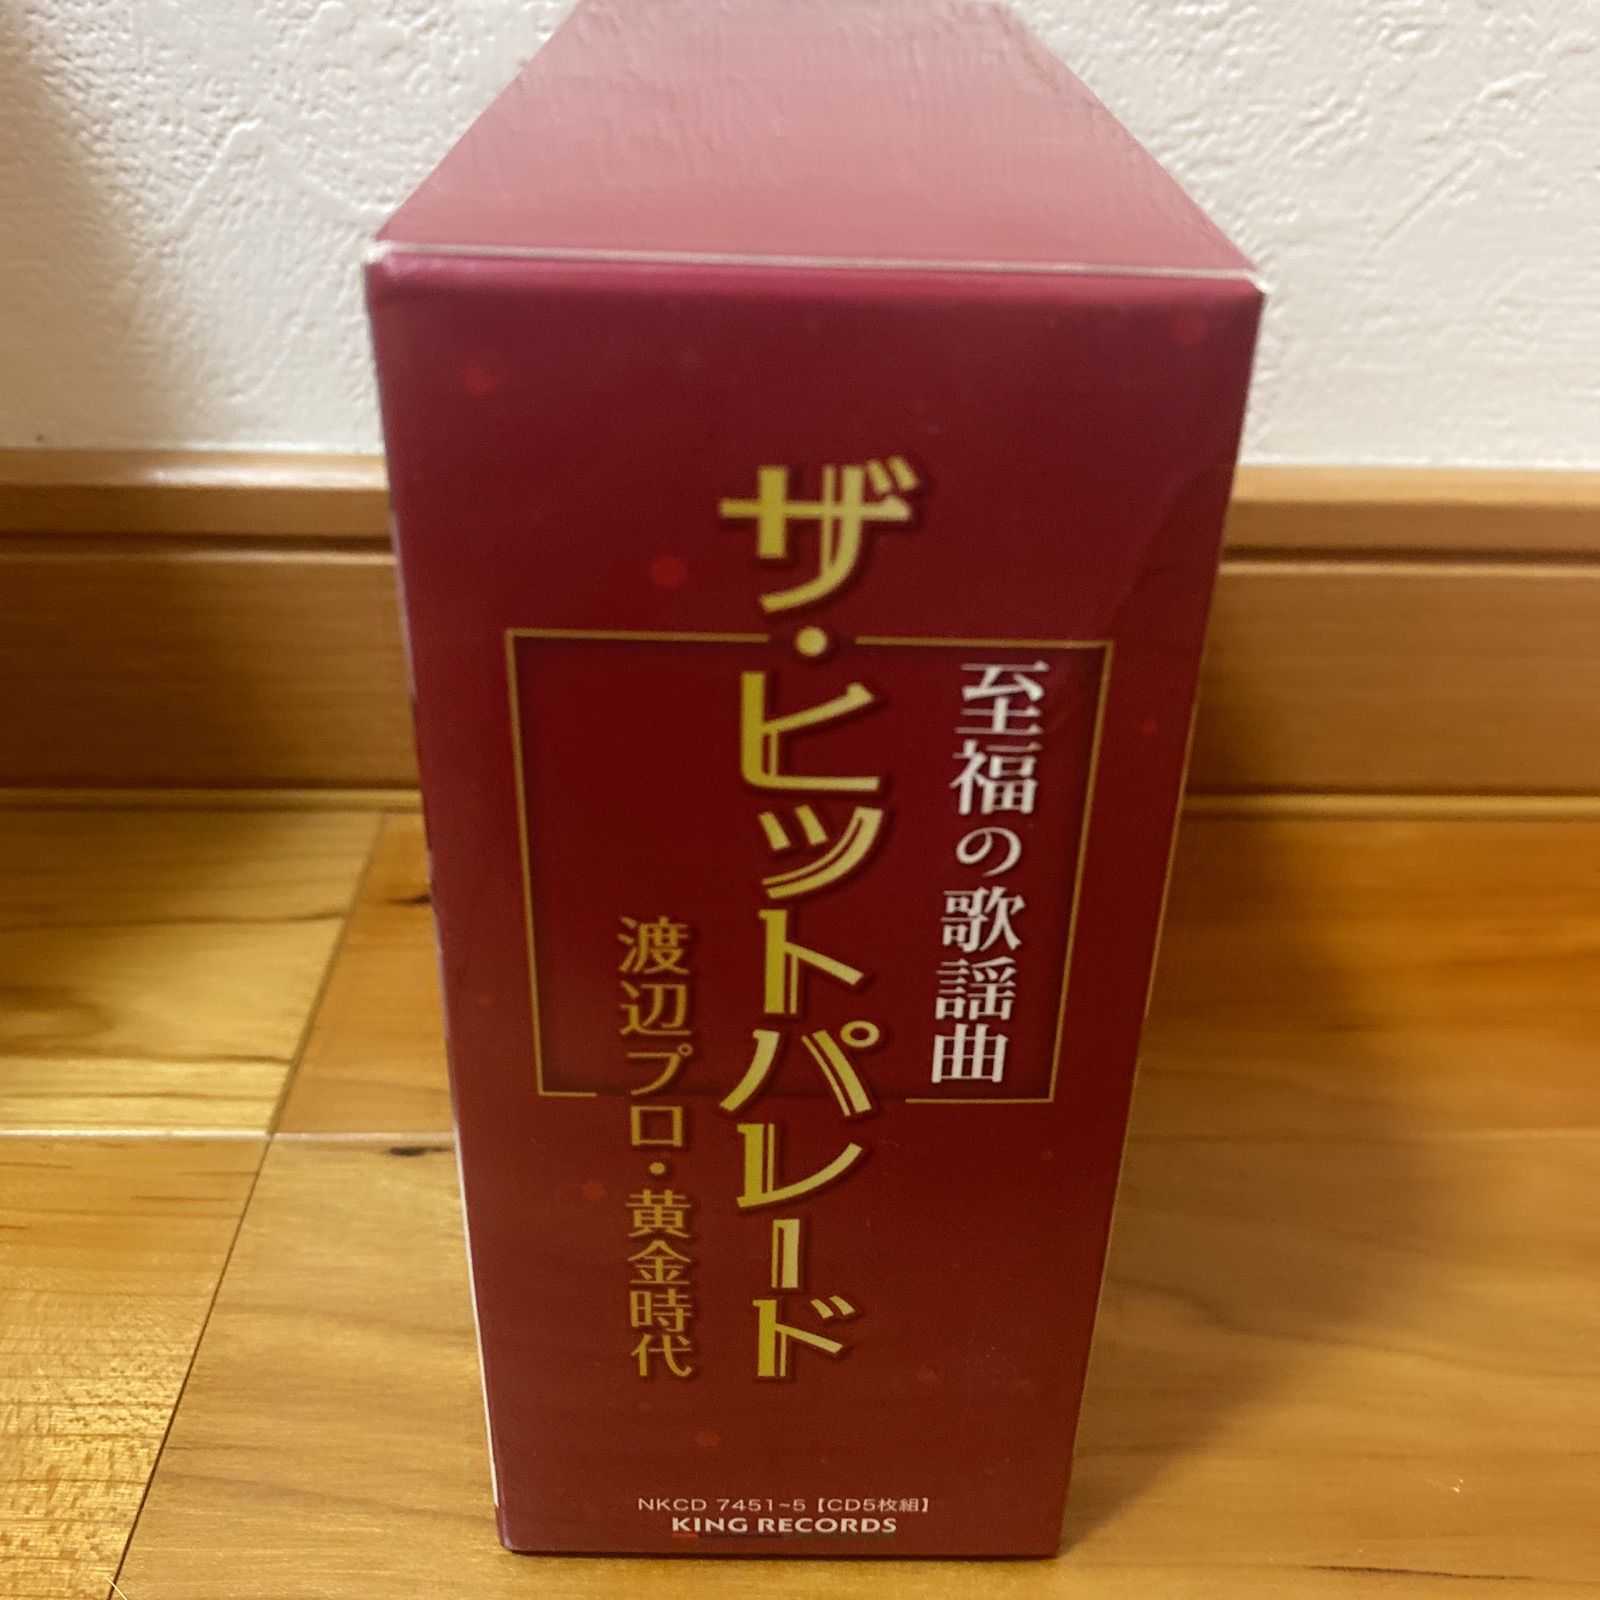 至福の歌謡曲
ザ・ヒットパレード
渡辺プロ・黄金時代
NKCD 7451~5【CD5枚組】
KING RECORDS